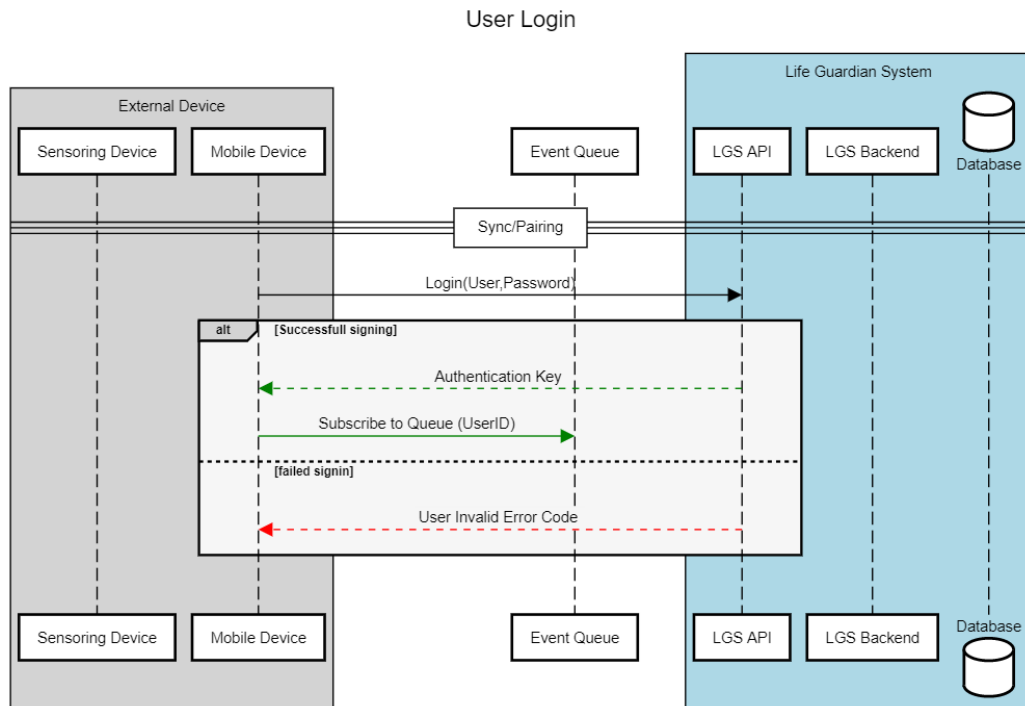 User Login
Life Guardian System
External Device
Sensoring Device
Mobile Device
Event Queue
LGS API
LGS Backend
Database
Sync/Pairing
Login(User,Password)
alt
[Successfull signing]
Authentication Key
Subscribe to Queue (UserID)
[failed signin]
User Invalid Error Code
Sensoring Device
Mobile Device
Event Queue
LGS API
LGS Backend
Database